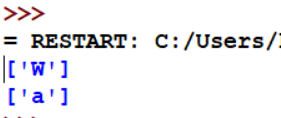 >>>
= RESTART: C:/Users/
['W']
['a']